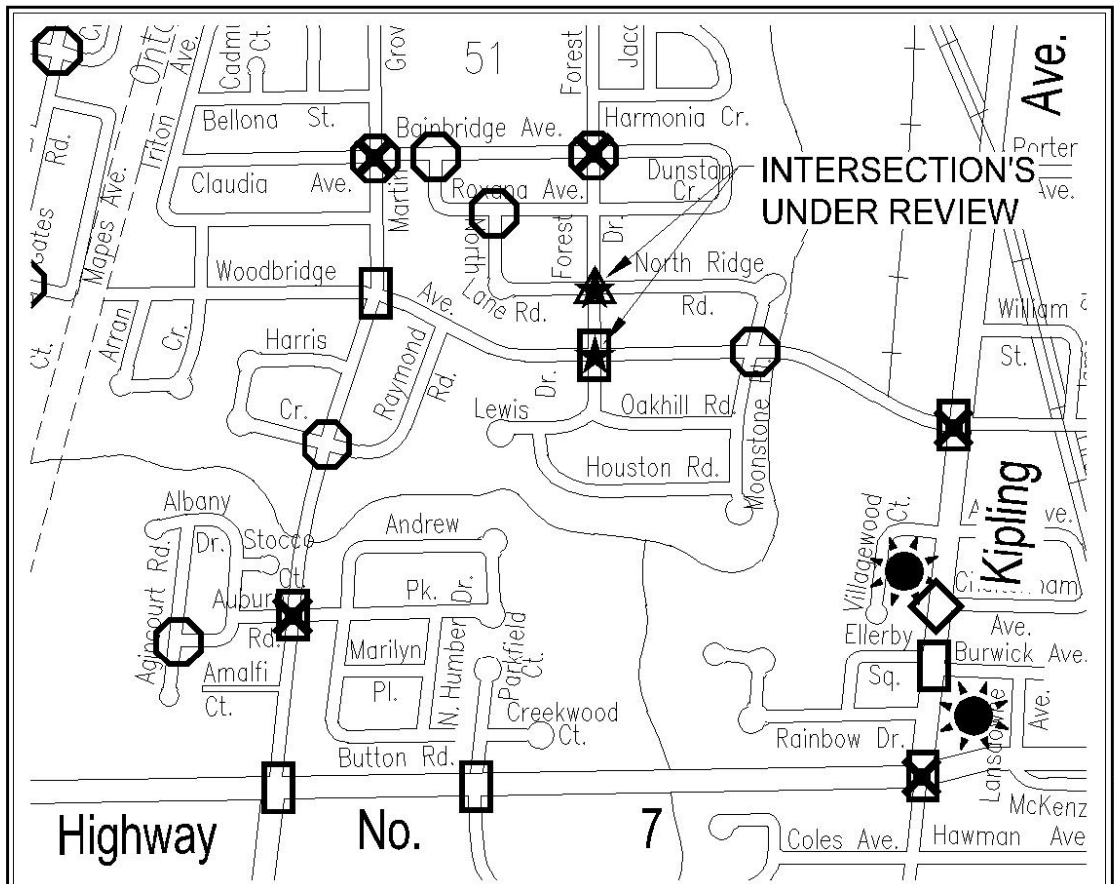 Ave.
Cadmi
Ct.
Grov
51
Forest
Jacc
Ave.
Rd.
Triton
Bellona St.
Bainbridge Ave.
Harmonia Cr.
Porter
Ave.
Claudia Ave.
Martin
Roxana Ave.
Dunstan
Cr.
INTERSECTION'S
UNDER REVIEW
Gates
Mapes Ave.
Woodbridge
Ave.
Lane
Rd.
Forest
Dr.
North Ridge
Rd.
William
St.
Ct.
Arran
Cr.
Harris
Cr.
Raymond
Rd.
Lewis
Dr.
Oakhill Rd.
Houston Rd.
Moonstone
Kipling
Albany
Dr.
Stocco
Ct.
Andrew
Pk.
Dr.
Agincourt Rd.
Rd.
Villagewood
Ct.
Ave.
Ave.
Marilyn
Pl.
N. Humber
Parkfield
Ct.
Ellerby
Sq.
Burwick Ave.
Amalfi
Ct.
Creekwood
Ct.
Rainbow Dr.
Lansdowne
Ave.
Button Rd.
McKenz
Highway No. 7
Coles Ave.
Hawman Ave